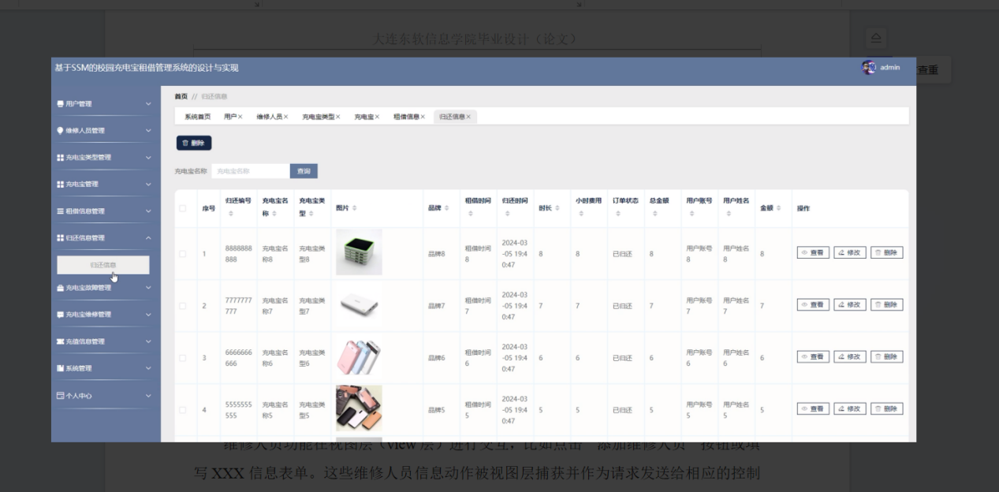 大连东软信息学院毕业设计（论文）
查重
基于SSM的校园充电宝租借管理系统的设计与实现
admin
用户管理
维修人员管理
充电宝类型管理
充电宝管理
租借信息管理
归还信息管理
归还信息
充电宝故障管理
充电宝维修管理
充值信息管理
系统管理
个人中心
首页 // 归还信息
系统首页 用户× 维修人员× 充电宝类型× 充电宝× 租借信息× 归还信息×
删除
充电宝名称 充电宝名称 查询
序号 归还编号 充电宝名称 充电宝类型 图片 品牌 租借时间 归还时间 时长 小时费用 订单状态 总金额 用户账号 用户姓名 金额 操作
1 8888888888 充电宝名称8 充电宝类型8 品牌8 租借时间8 2024-03-05 19:40:47 8 8 已归还 8 用户账号8 用户姓名8 8 查看 修改 删除
2 7777777777 充电宝名称7 充电宝类型7 品牌7 租借时间7 2024-03-05 19:40:47 7 7 已归还 7 用户账号7 用户姓名7 7 查看 修改 删除
3 6666666666 充电宝名称6 充电宝类型6 品牌6 租借时间6 2024-03-05 19:40:47 6 6 已归还 6 用户账号6 用户姓名6 6 查看 修改 删除
4 5555555555 充电宝名称5 充电宝类型5 品牌5 租借时间5 2024-03-05 19:40:47 5 5 已归还 5 用户账号5 用户姓名5 5 查看 修改 删除
维修人员功能在视图层（view 层）进行交互，比如点击“添加维修人员”按钮或填
写 XXX 信息表单。这些维修人员信息动作被视图层捕获并作为请求发送给相应的控制